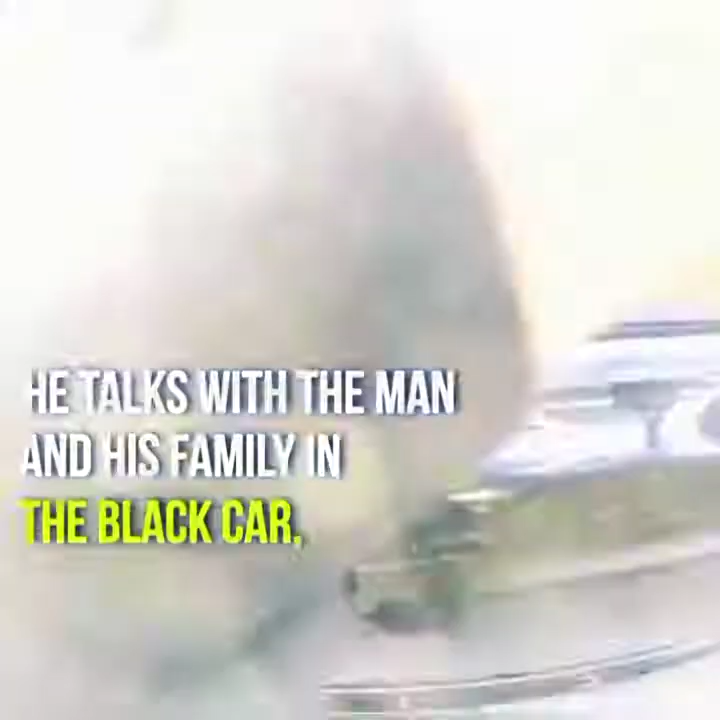 HE TALKS WITH THE MAN
AND HIS FAMILY IN
THE BLACK CAR,